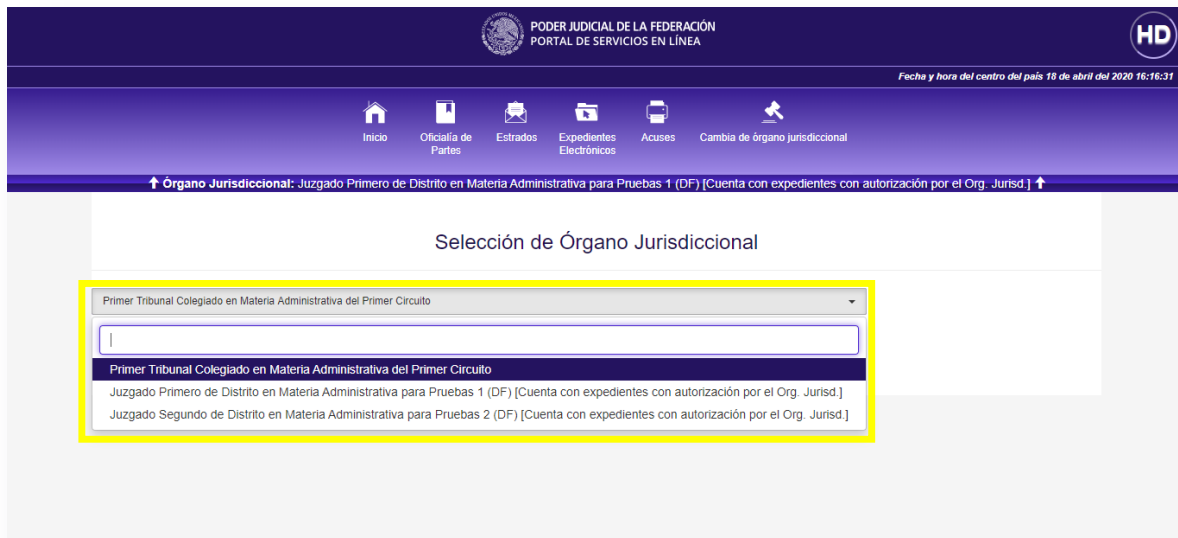 PODER JUDICIAL DE LA FEDERACIÓN
PORTAL DE SERVICIOS EN LÍNEA
HD
Fecha y hora del centro del país 18 de abril del 2020 16:16:31
Inicio
Oficialía de
Partes
Estrados
Expedientes
Electrónicos
Acuses
Cambia de órgano jurisdiccional
Órgano Jurisdiccional: Juzgado Primero de Distrito en Materia Administrativa para Pruebas 1 (DF) [Cuenta con expedientes con autorización por el Org. Jurisd.]
Selección de Órgano Jurisdiccional
Primer Tribunal Colegiado en Materia Administrativa del Primer Circuito
Primer Tribunal Colegiado en Materia Administrativa del Primer Circuito
Juzgado Primero de Distrito en Materia Administrativa para Pruebas 1 (DF) [Cuenta con expedientes con autorización por el Org. Jurisd.]
Juzgado Segundo de Distrito en Materia Administrativa para Pruebas 2 (DF) [Cuenta con expedientes con autorización por el Org. Jurisd.]